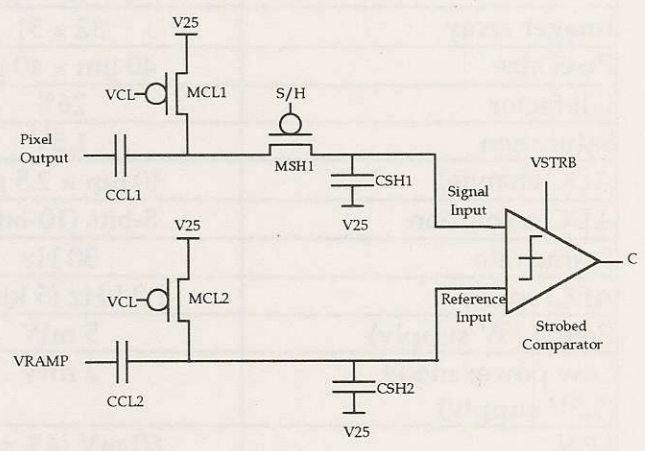 V25
VCL
MCL1
S/H
Pixel
Output
CCL1
MSH1
CSH1
V25
Signal
Input
VSTRB
C
V25
VCL
MCL2
Reference
Input
Strobed
Comparator
VRAMP
CCL2
CSH2
V25